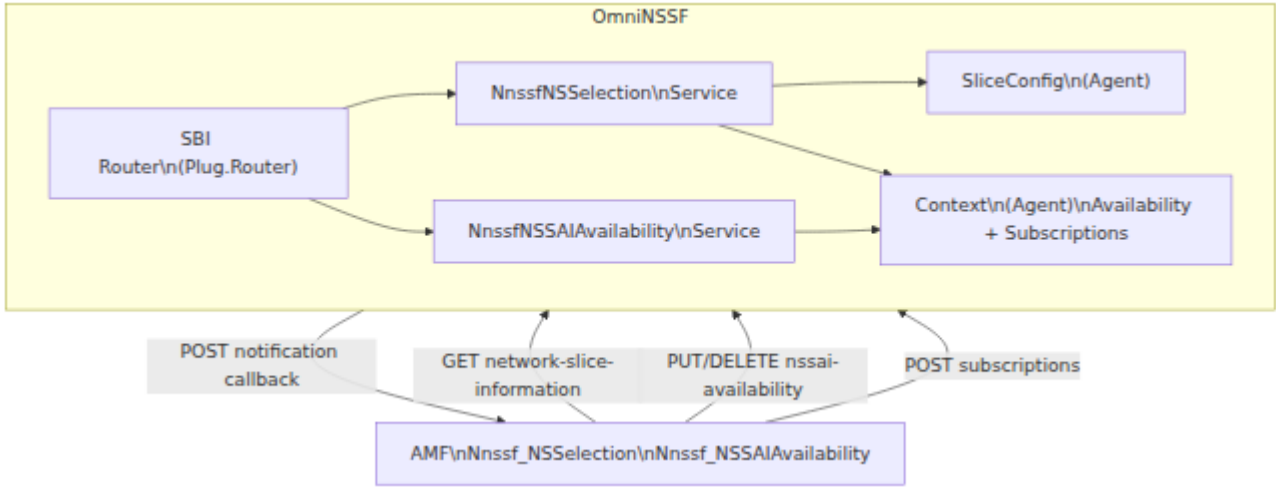 OmniNSSF
SBI
Router\n(Plug.Router)
NnssfNSSelection\nService
SliceConfig\n(Agent)
NnssfNSSAIAvailability\nService
Context\n(Agent)\nAvailability
+ Subscriptions
POST notification
callback
GET network-slice-
information
PUT/DELETE nssai-
availability
POST subscriptions
AMF\nNnssf_NSSelection\nNnssf_NSSAIAvailability